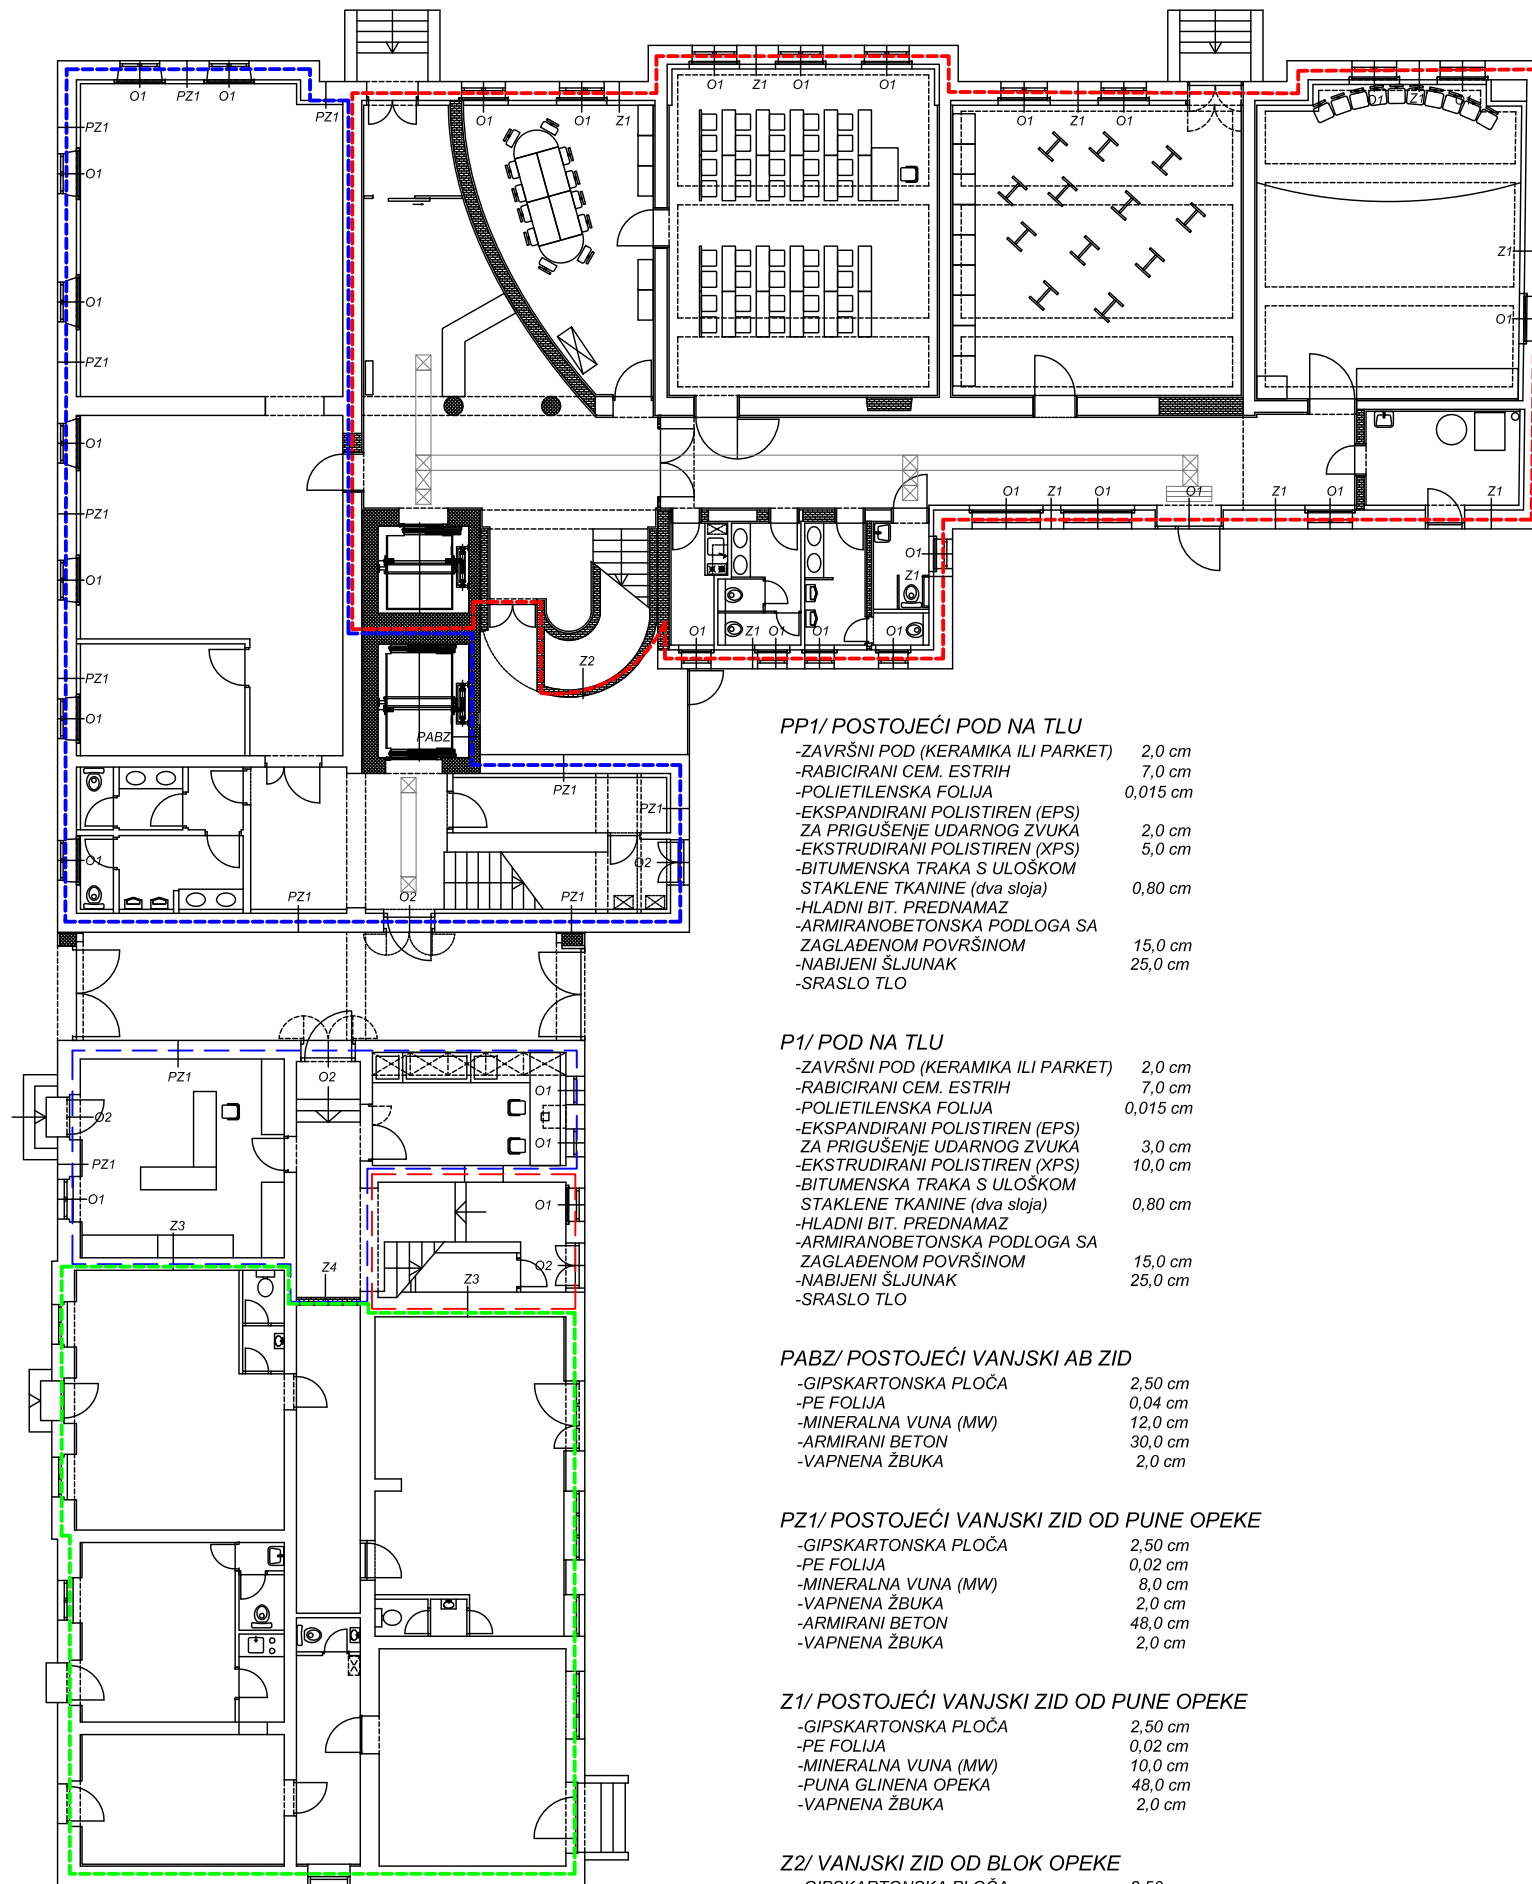 O1 PZ1 O1
PZ1
PZ1
O1
O1
PZ1
O1
PZ1
O1
PZ1
O1
O1
O1 O1 Z1
O1 Z1 O1 O1
O1 Z1 O1
O1 Z1
Z1
O1
O1 Z1 O1 O1 Z1 O1 Z1
O1
Z1
O1 Z1 O1 O1 O1
Z2
PABZ
PZ1
PZ1
O2
PZ1 O2 PZ1
PZ1 O2
O1
O2
O1
PZ1
O1
O1
Z3
O2
Z4 Z3
PP1/ POSTOJEĆI POD NA TLU
-ZAVRŠNI POD (KERAMIKA ILI PARKET) 2,0 cm
-RABICIRANI CEM. ESTRIH 7,0 cm
-POLIETILENSKA FOLIJA 0,015 cm
-EKSPANDIRANI POLISTIREN (EPS)
ZA PRIGUŠENjE UDARNOG ZVUKA 2,0 cm
-EKSTRUDIRANI POLISTIREN (XPS) 5,0 cm
-BITUMENSKA TRAKA S ULOŠKOM
STAKLENE TKANINE (dva sloja) 0,80 cm
-HLADNI BIT. PREDNAMAZ
-ARMIRANOBETONSKA PODLOGA SA
ZAGLAĐENOM POVRŠINOM 15,0 cm
-NABIJENI ŠLJUNAK 25,0 cm
-SRASLO TLO
P1/ POD NA TLU
-ZAVRŠNI POD (KERAMIKA ILI PARKET) 2,0 cm
-RABICIRANI CEM. ESTRIH 7,0 cm
-POLIETILENSKA FOLIJA 0,015 cm
-EKSPANDIRANI POLISTIREN (EPS)
ZA PRIGUŠENjE UDARNOG ZVUKA 3,0 cm
-EKSTRUDIRANI POLISTIREN (XPS) 10,0 cm
-BITUMENSKA TRAKA S ULOŠKOM
STAKLENE TKANINE (dva sloja) 0,80 cm
-HLADNI BIT. PREDNAMAZ
-ARMIRANOBETONSKA PODLOGA SA
ZAGLAĐENOM POVRŠINOM 15,0 cm
-NABIJENI ŠLJUNAK 25,0 cm
-SRASLO TLO
PABZ/ POSTOJEĆI VANJSKI AB ZID
-GIPSKARTONSKA PLOČA 2,50 cm
-PE FOLIJA 0,04 cm
-MINERALNA VUNA (MW) 12,0 cm
-ARMIRANI BETON 30,0 cm
-VAPNENA ŽBUKA 2,0 cm
PZ1/ POSTOJEĆI VANJSKI ZID OD PUNE OPEKE
-GIPSKARTONSKA PLOČA 2,50 cm
-PE FOLIJA 0,02 cm
-MINERALNA VUNA (MW) 8,0 cm
-VAPNENA ŽBUKA 2,0 cm
-ARMIRANI BETON 48,0 cm
-VAPNENA ŽBUKA 2,0 cm
Z1/ POSTOJEĆI VANJSKI ZID OD PUNE OPEKE
-GIPSKARTONSKA PLOČA 2,50 cm
-PE FOLIJA 0,02 cm
-MINERALNA VUNA (MW) 10,0 cm
-PUNA GLINENA OPEKA 48,0 cm
-VAPNENA ŽBUKA 2,0 cm
Z2/ VANJSKI ZID OD BLOK OPEKE